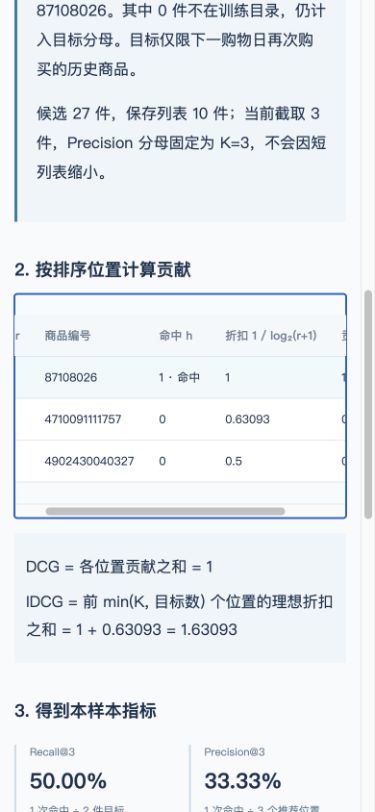 87108026。其中 0 件不在训练目录，仍计
入目标分母。目标仅限下一购物日再次购
买的历史商品。
候选 27 件，保存列表 10 件；当前截取 3
件，Precision 分母固定为 K=3，不会因短
列表缩小。
2. 按排序位置计算贡献
r 商品编号 命中 h 折扣 1 / log₂(r+1)
87108026 1 · 命中 1 1
4710091111757 0 0.63093 0
4902430040327 0 0.5 0
DCG = 各位置贡献之和 = 1
IDCG = 前 min(K, 目标数) 个位置的理想折扣
之和 = 1 + 0.63093 = 1.63093
3. 得到本样本指标
Recall@3 Precision@3
50.00% 33.33%
1 次命中 ÷ 2 件目标 1 次命中 ÷ 3 个推荐位置